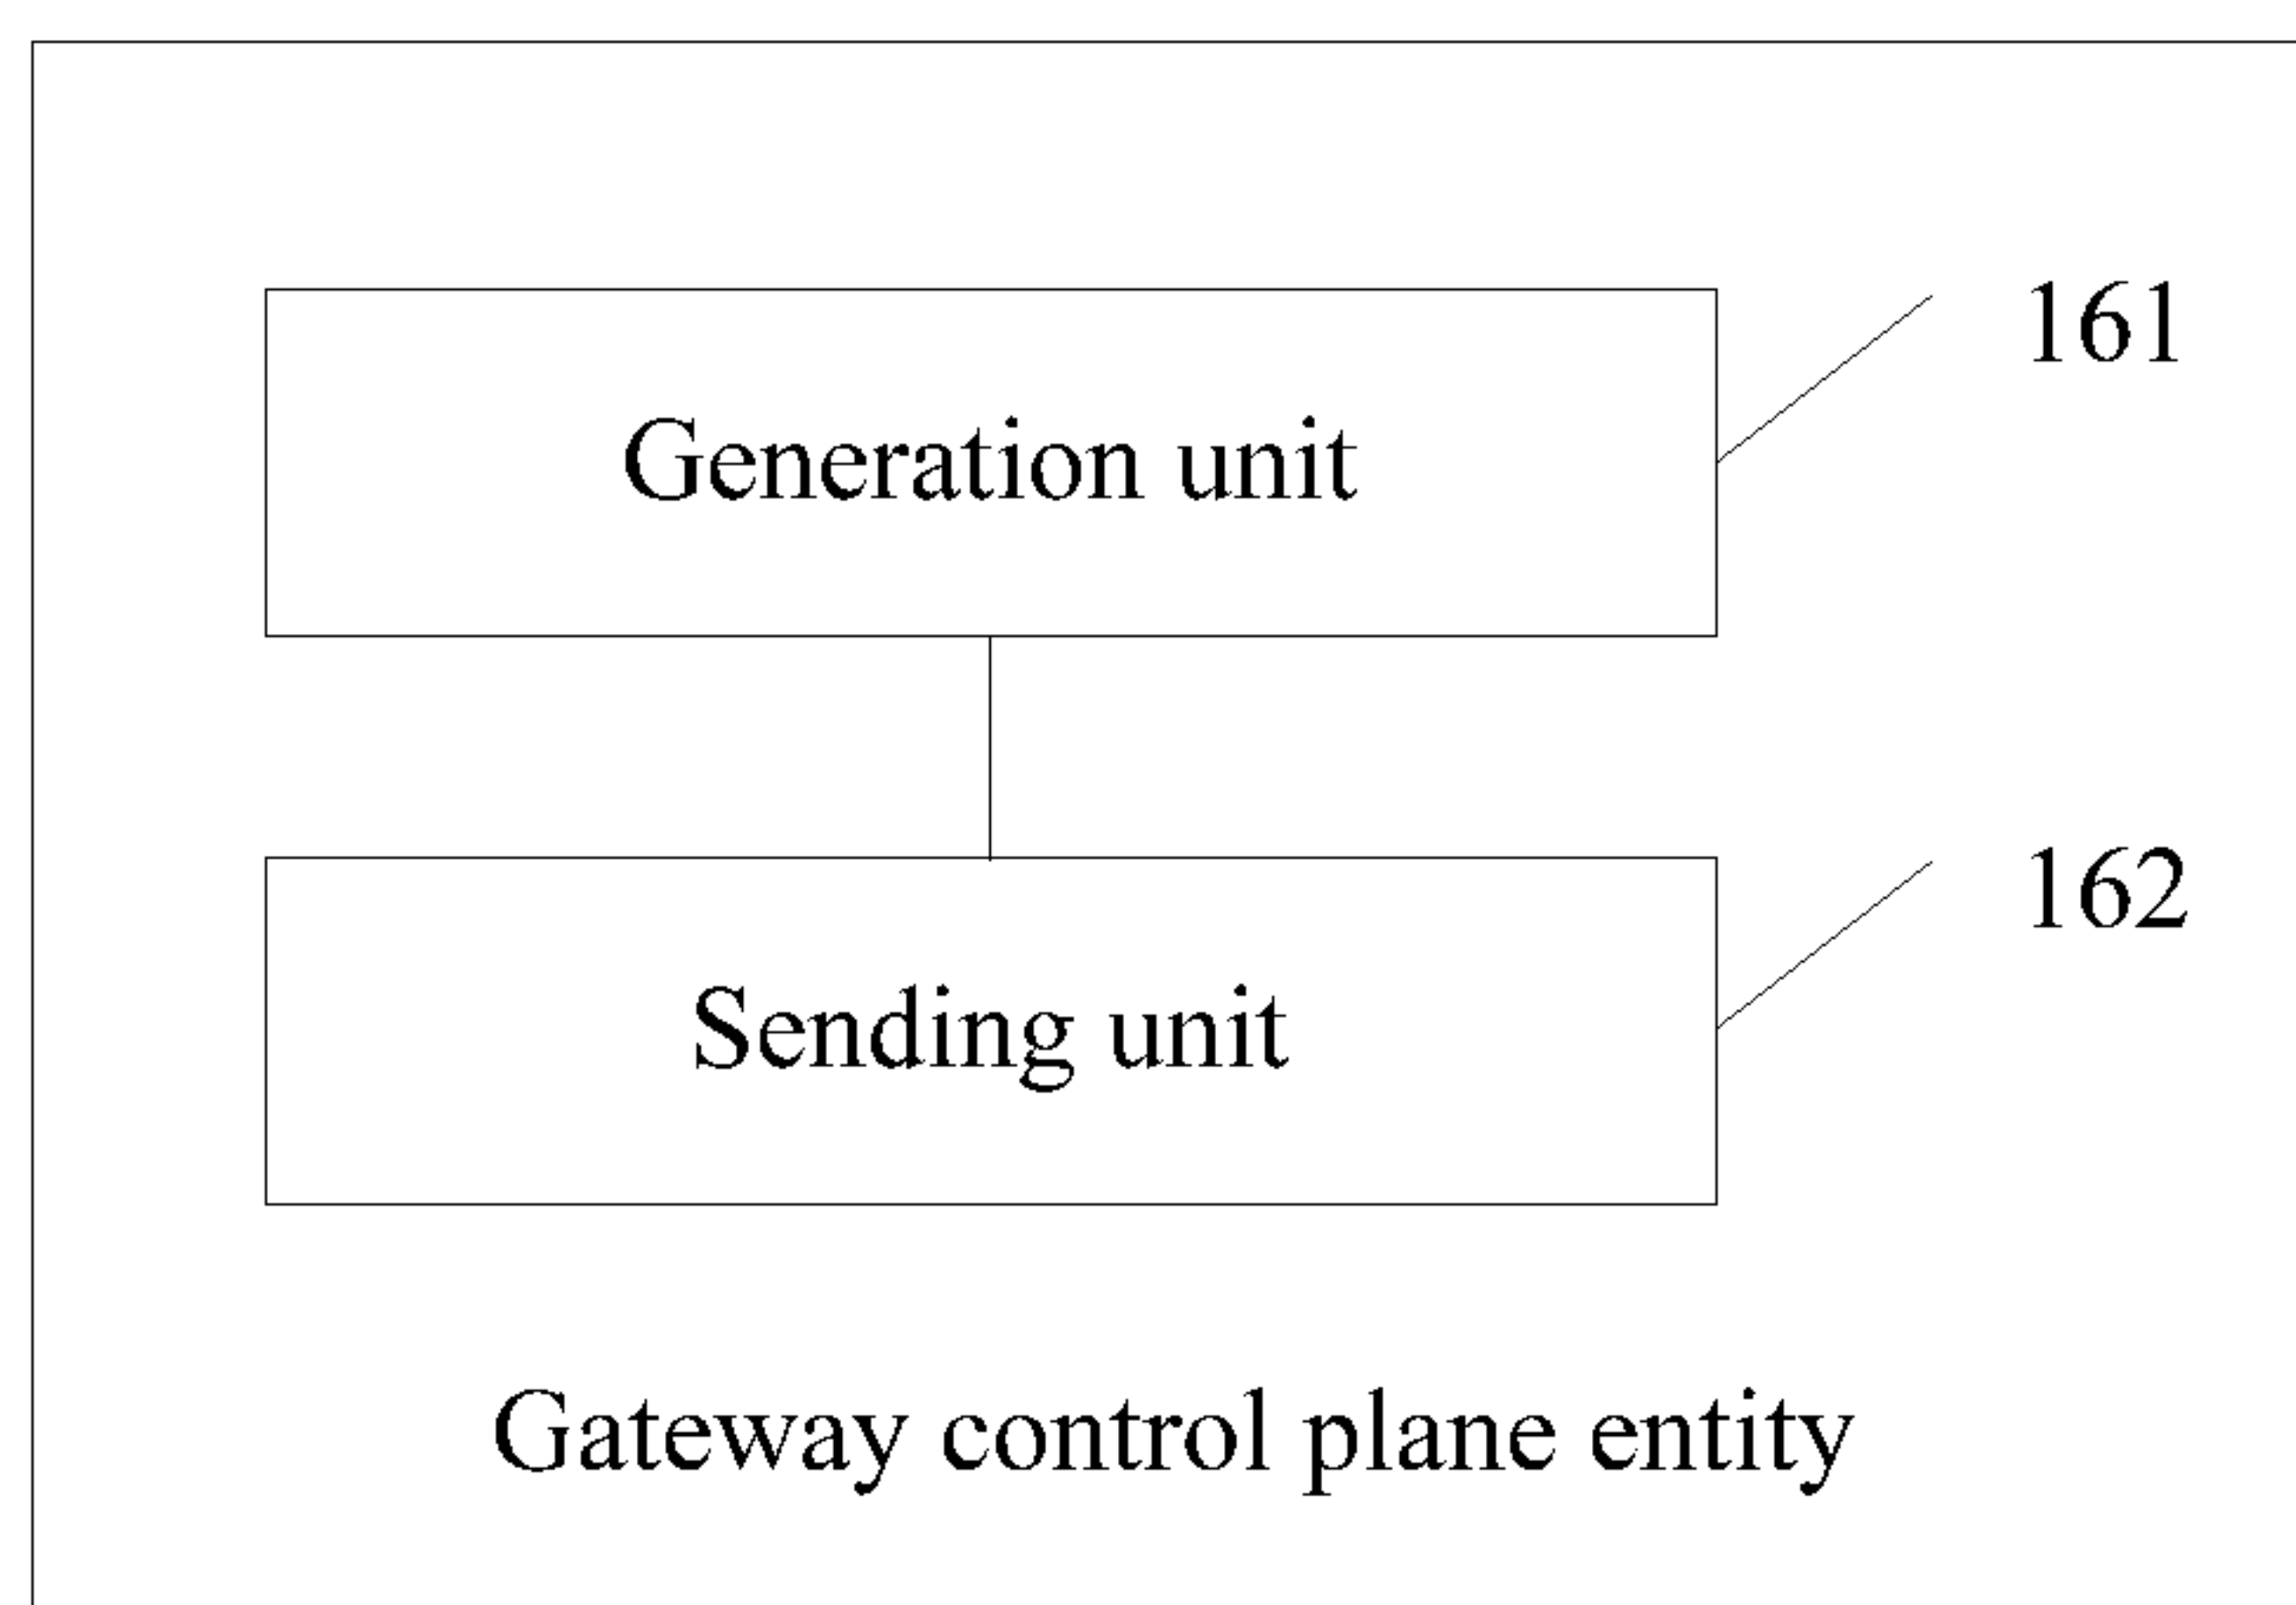 161
Generation unit
162
Sending unit
Gateway control plane entity